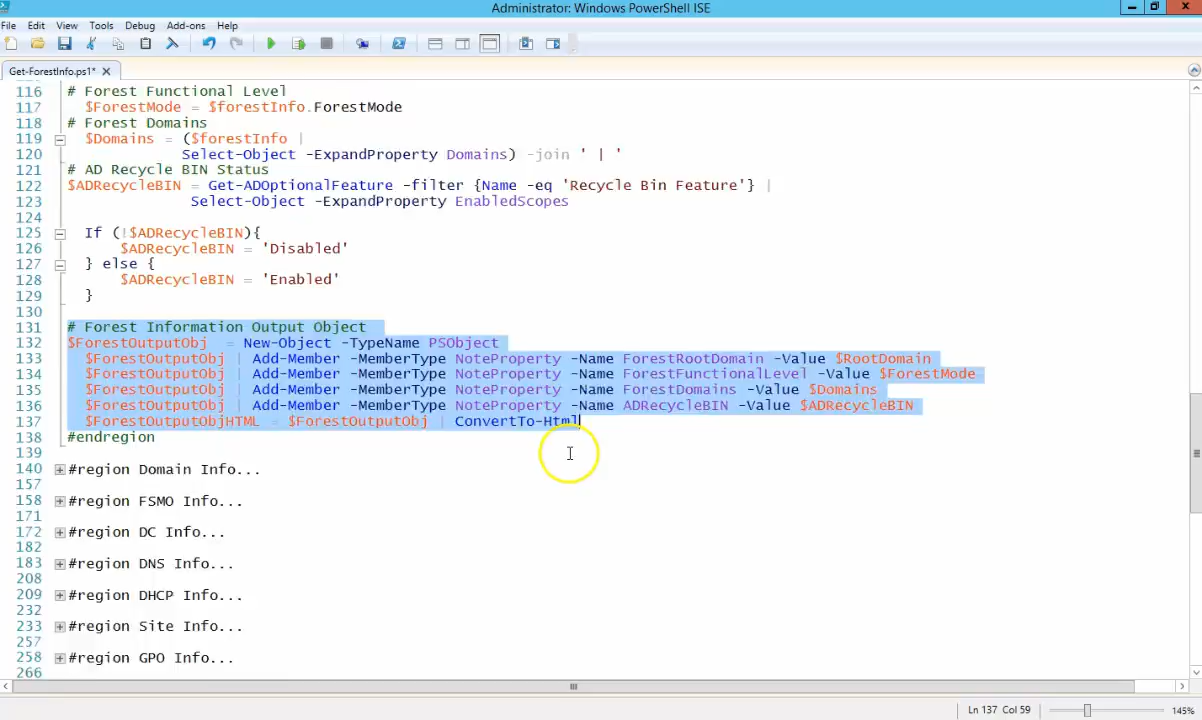 Administrator: Windows PowerShell ISE
File Edit View Tools Debug Add-ons Help
Get-ForestInfo.ps1*
116 # Forest Functional Level
117 $ForestMode = $forestInfo.ForestMode
118 # Forest Domains
119 $Domains = ($forestInfo |
120 Select-Object -ExpandProperty Domains) -join ' | '
121 # AD Recycle BIN Status
122 $ADRecycleBIN = Get-ADOptionalFeature -filter {Name -eq 'Recycle Bin Feature'} |
123 Select-Object -ExpandProperty EnabledScopes
124
125 If (!$ADRecycleBIN){
126 $ADRecycleBIN = 'Disabled'
127 } else {
128 $ADRecycleBIN = 'Enabled'
129 }
130
131 # Forest Information Output Object
132 $ForestOutputObj = New-Object -TypeName PSObject
133 $ForestOutputObj | Add-Member -MemberType NoteProperty -Name ForestRootDomain -Value $RootDomain
134 $ForestOutputObj | Add-Member -MemberType NoteProperty -Name ForestFunctionalLevel -Value $ForestMode
135 $ForestOutputObj | Add-Member -MemberType NoteProperty -Name ForestDomains -Value $Domains
136 $ForestOutputObj | Add-Member -MemberType NoteProperty -Name ADRecycleBIN -Value $ADRecycleBIN
137 $ForestOutputObjHTML = $ForestOutputObj | ConvertTo-Html
138 #endregion
139
140 #region Domain Info...
157
158 #region FSMO Info...
171
172 #region DC Info...
182
183 #region DNS Info...
208
209 #region DHCP Info...
232
233 #region Site Info...
257
258 #region GPO Info...
266
Ln 137 Col 59 145%